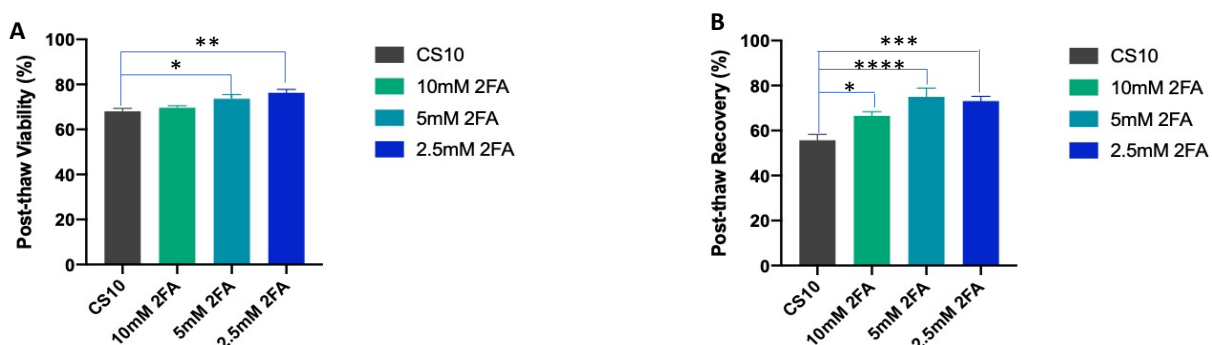 A
Post-thaw Viability (%)
100
80
60
40
20
0
**
*
CS10
10mM 2FA
5mM 2FA
2.5mM 2FA
CS10
10mM 2FA
5mM 2FA
2.5mM 2FA
B
Post-thaw Recovery (%)
100
80
60
40
20
0
***
****
*
CS10
10mM 2FA
5mM 2FA
2.5mM 2FA
CS10
10mM 2FA
5mM 2FA
2.5mM 2FA